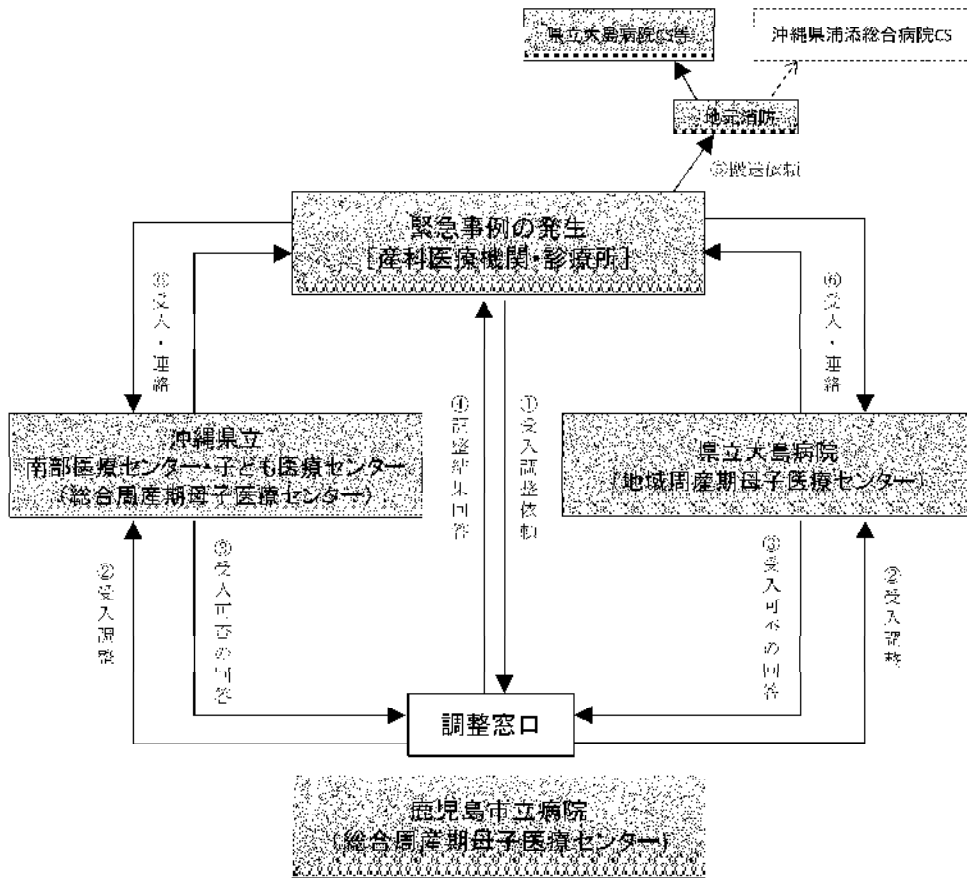 県立大島病院CS等
沖縄県浦添総合病院CS
地元消防
⑤搬送依頼
緊急事例の発生
［産科医療機関・診療所］
⑥受入・連絡
⑥受入・連絡
④調整結果回答
①受入調整依頼
沖縄県立
南部医療センター・子ども医療センター
（総合周産期母子医療センター）
県立大島病院
（地域周産期母子医療センター）
②受入調整
③受入可否の回答
③受入可否の回答
②受入調整
調整窓口
鹿児島市立病院
（総合周産期母子医療センター）